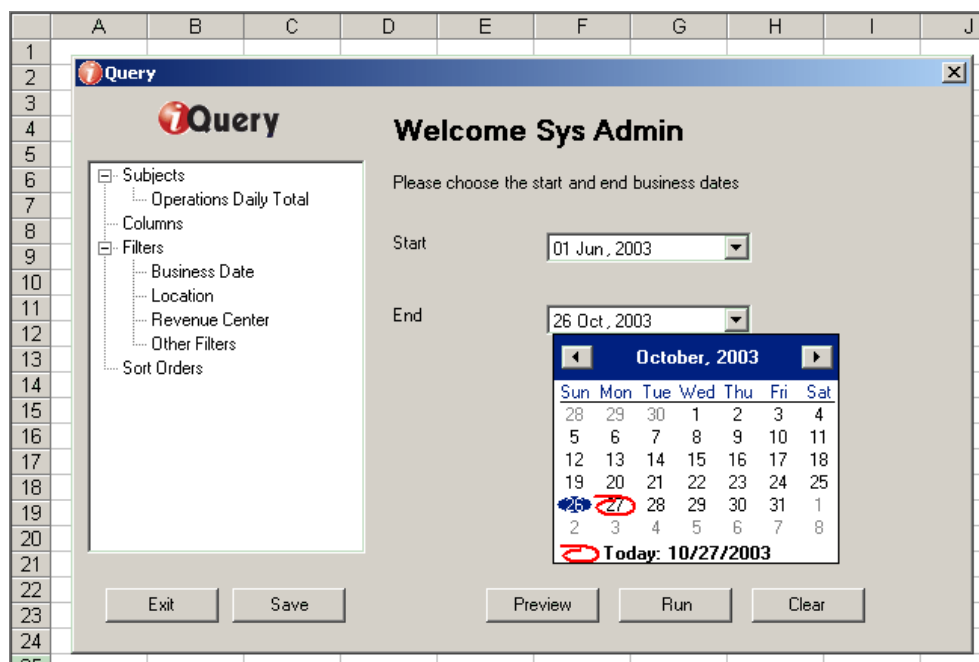 A B C D E F G H I J
1
2
3
4
5
6
7
8
9
10
11
12
13
14
15
16
17
18
19
20
21
22
23
24
25
iQuery
iQuery
Welcome Sys Admin
Subjects
Operations Daily Total
Columns
Filters
Business Date
Location
Revenue Center
Other Filters
Sort Orders
Please choose the start and end business dates
Start 01 Jun , 2003
End 26 Oct , 2003
October, 2003
Sun Mon Tue Wed Thu Fri Sat
28 29 30 1 2 3 4
5 6 7 8 9 10 11
12 13 14 15 16 17 18
19 20 21 22 23 24 25
26 27 28 29 30 31 1
2 3 4 5 6 7 8
Today: 10/27/2003
Exit Save Preview Run Clear